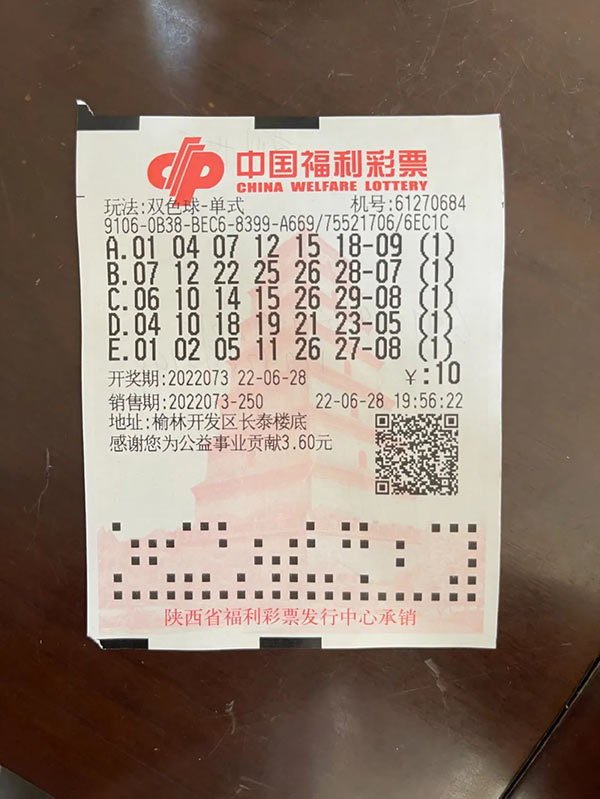 中国福利彩票
CHINA WELFARE LOTTERY
玩法:双色球-单式 机号:61270684
9106-0B38-BEC6-8399-A669/75521706/6EC1C
A.01 04 07 12 15 18-09 (1)
B.07 12 22 25 26 28-07 (1)
C.06 10 14 15 26 29-08 (1)
D.04 10 18 19 21 23-05 (1)
E.01 02 05 11 26 27-08 (1)
开奖期:2022073 22-06-28 ¥:10
销售期:2022073-250 22-06-28 19:56:22
地址:榆林开发区长泰楼底
感谢您为公益事业贡献3.60元
陕西省福利彩票发行中心承销